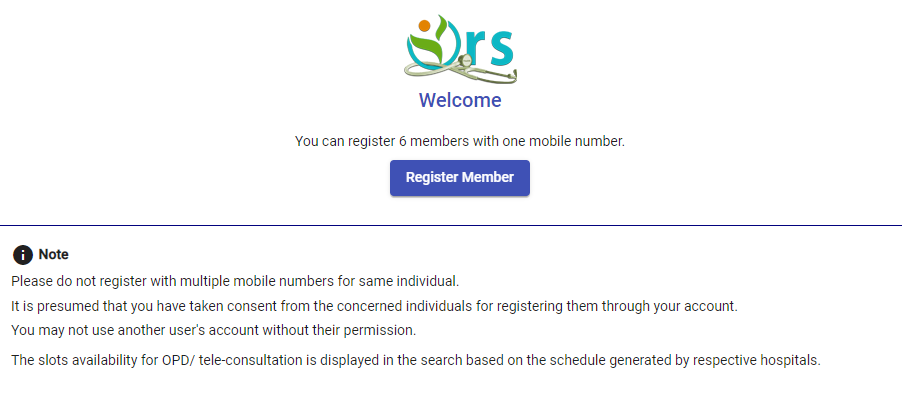 Ors
Welcome
You can register 6 members with one mobile number.
Register Member
Note
Please do not register with multiple mobile numbers for same individual.
It is presumed that you have taken consent from the concerned individuals for registering them through your account.
You may not use another user's account without their permission.
The slots availability for OPD/ tele-consultation is displayed in the search based on the schedule generated by respective hospitals.